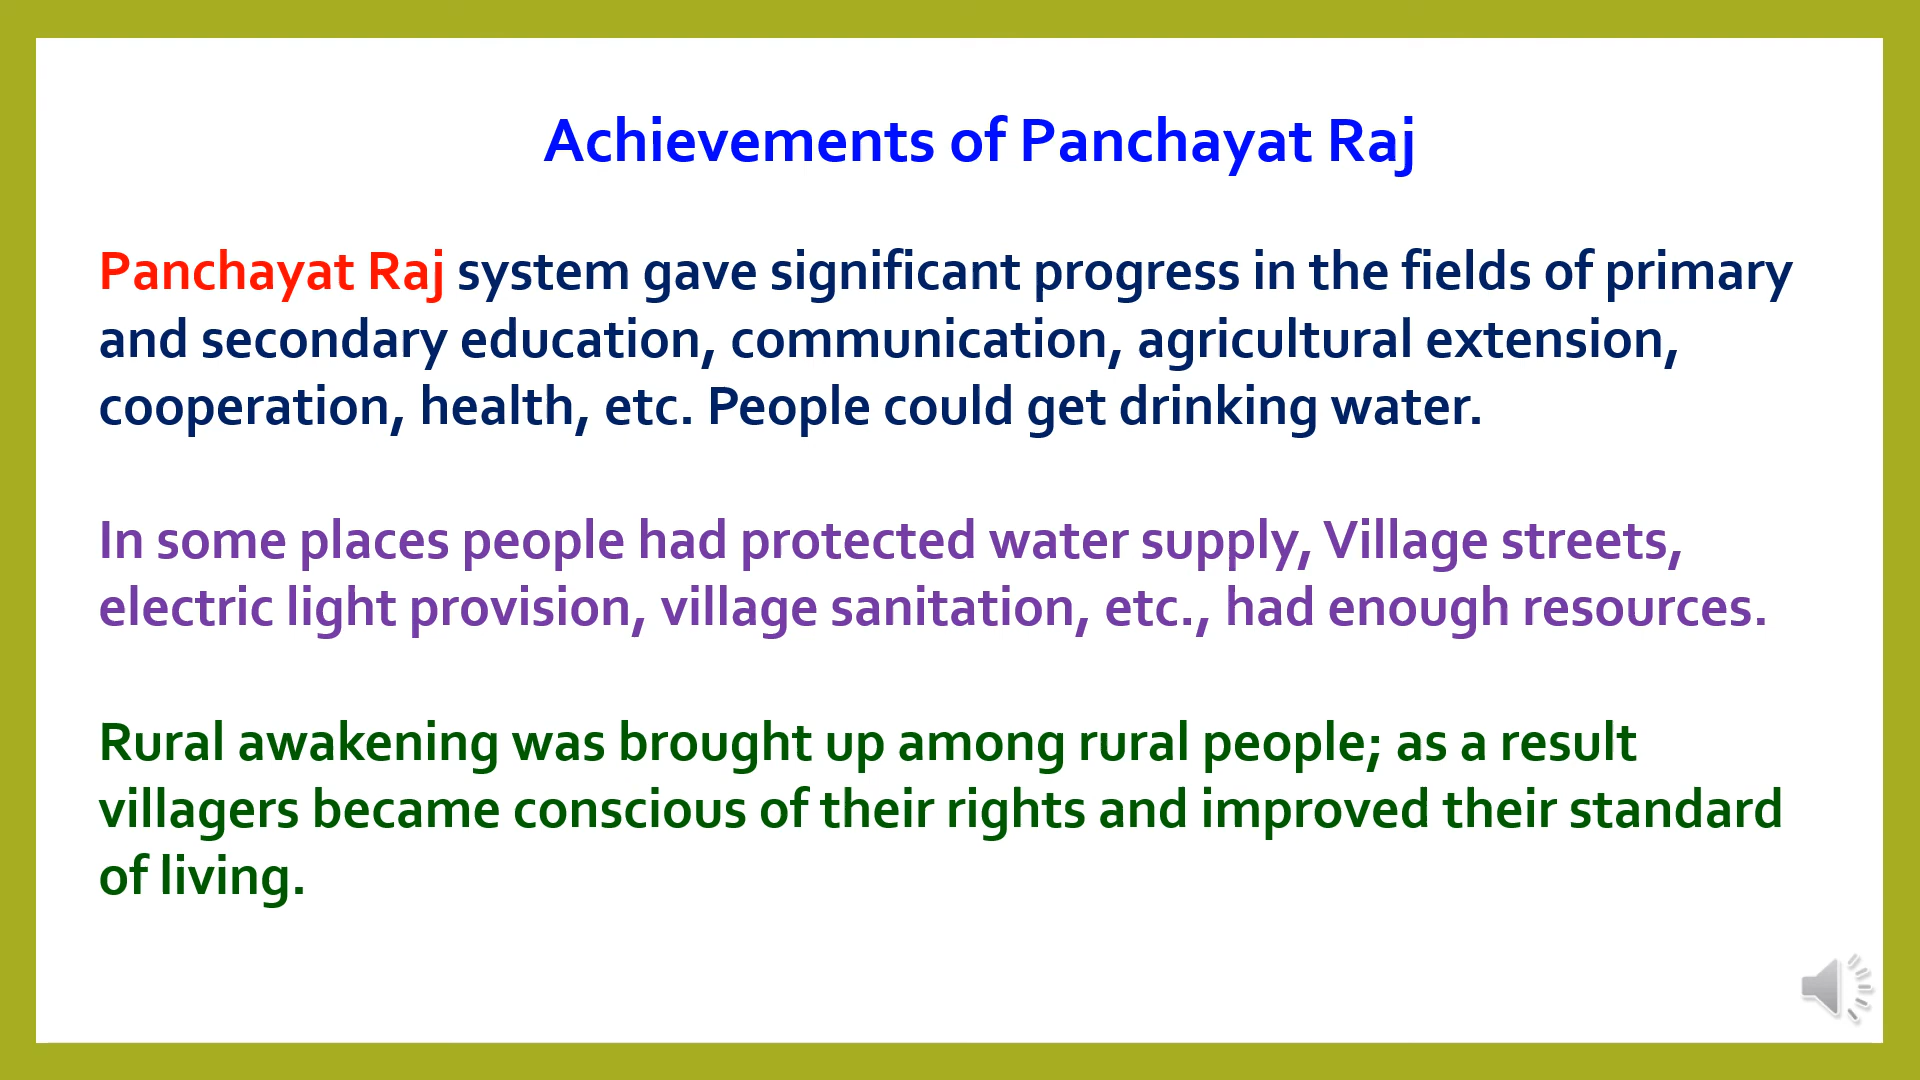 Achievements of Panchayat Raj
Panchayat Raj system gave significant progress in the fields of primary
and secondary education, communication, agricultural extension,
cooperation, health, etc. People could get drinking water.
In some places people had protected water supply, Village streets,
electric light provision, village sanitation, etc., had enough resources.
Rural awakening was brought up among rural people; as a result
villagers became conscious of their rights and improved their standard
of living.